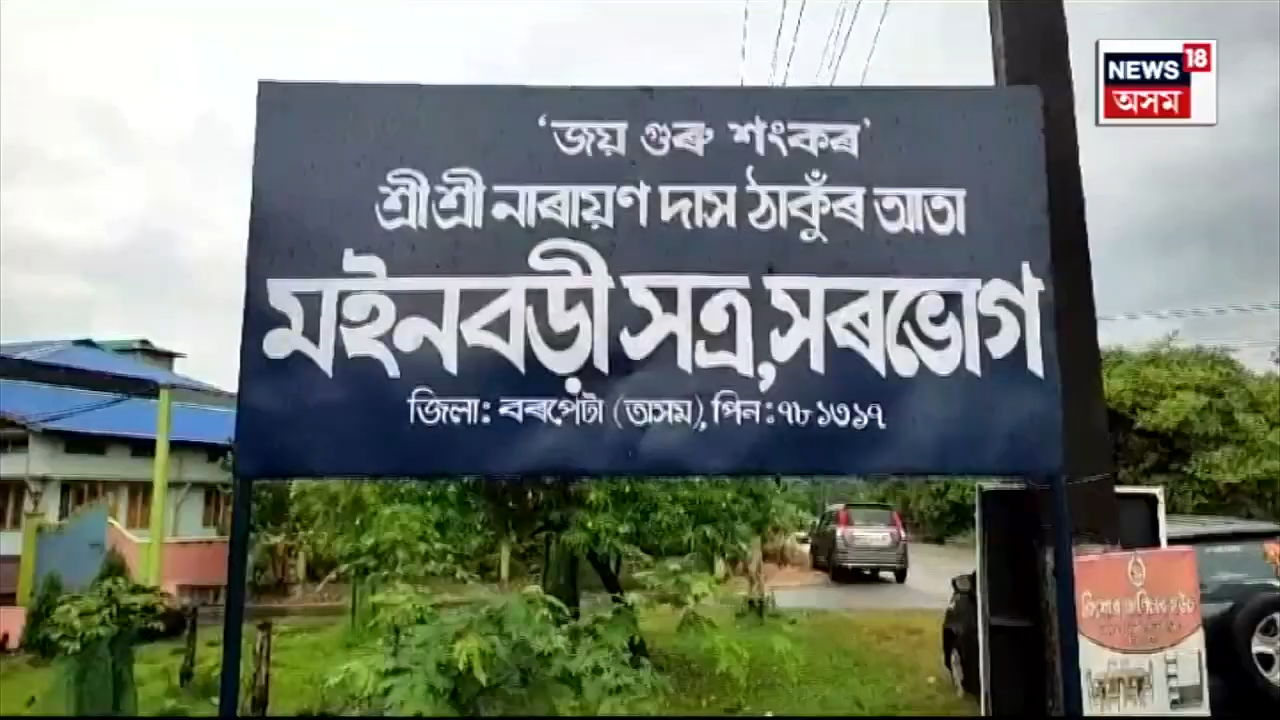 ‘জয় গুৰু শংকৰ’
শ্ৰীশ্ৰী নাৰায়ণ দাস ঠাকুঁৰ আতা
মইনবড়ী সত্ৰ, সৰভোগ
জিলা: বৰপেটা (অসম), পিন : ৭৮১৩১৭
NEWS 18
অসম